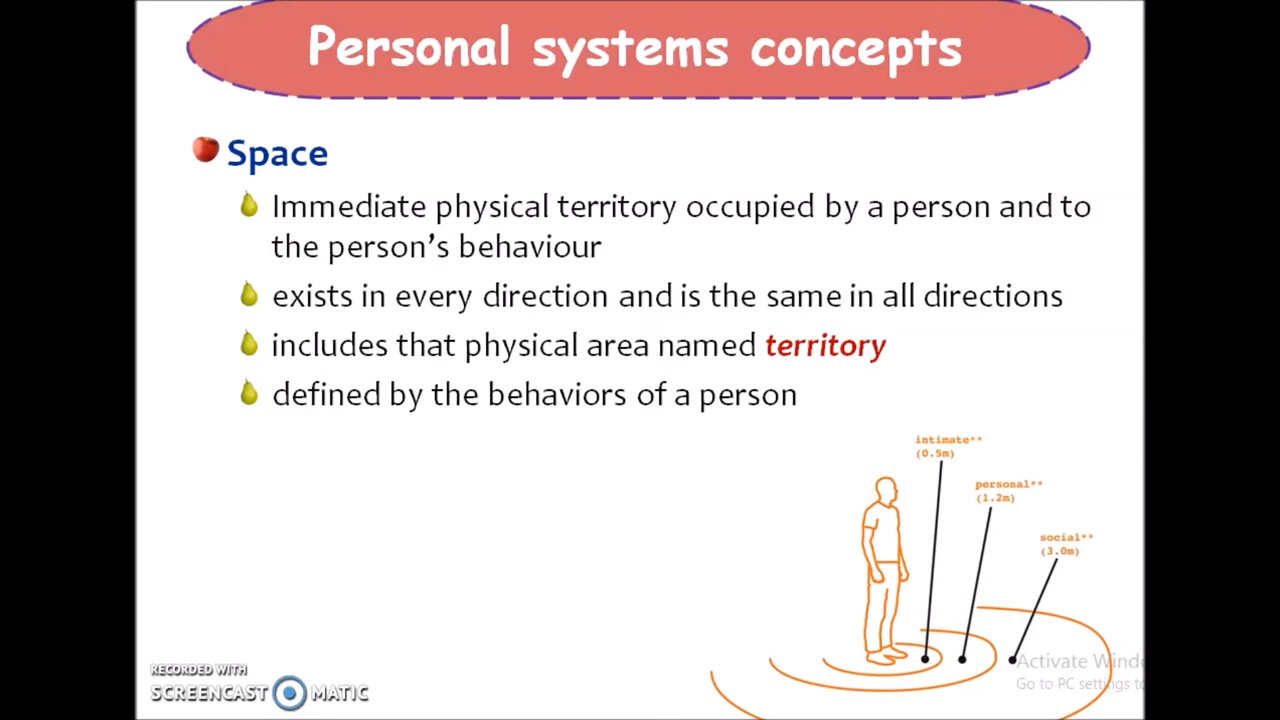 Personal systems concepts
Space
Immediate physical territory occupied by a person and to
the person's behaviour
exists in every direction and is the same in all directions
includes that physical area named territory
defined by the behaviors of a person
intimate**
(0.5m)
personal**
(1.2m)
social**
(3.0m)
Activate Windo
Go to PC settings to
RECORDED WITH
SCREENCAST MATIC